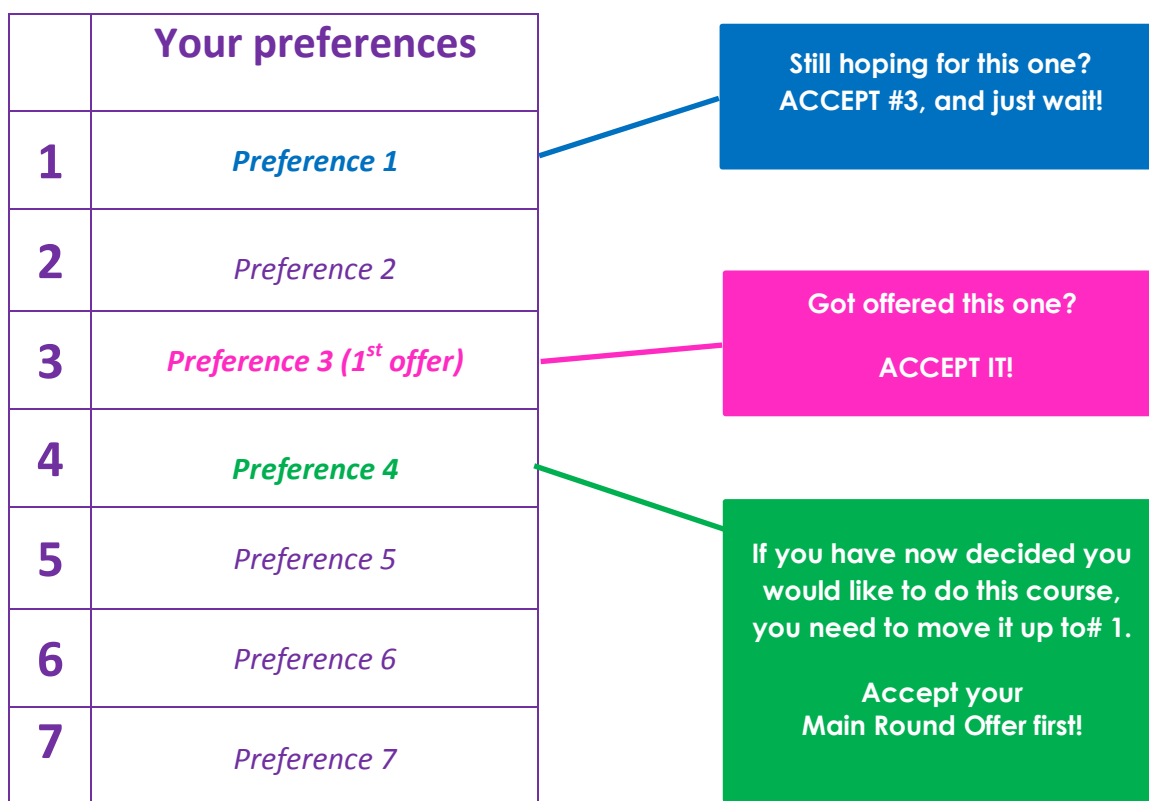 Your preferences
1
Preference 1
2
Preference 2
3
Preference 3 (1st offer)
4
Preference 4
5
Preference 5
6
Preference 6
7
Preference 7
Still hoping for this one?
ACCEPT #3, and just wait!
Got offered this one?
ACCEPT IT!
If you have now decided you
would like to do this course,
you need to move it up to# 1.
Accept your
Main Round Offer first!